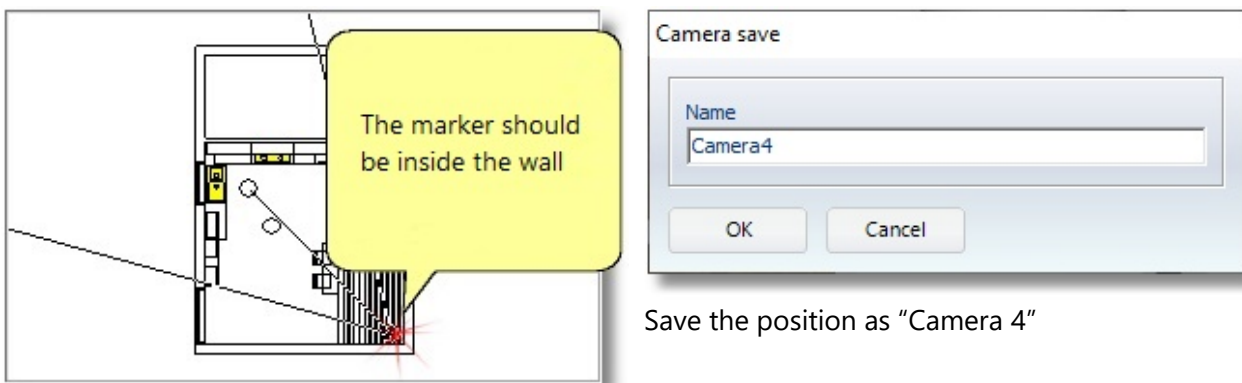 The marker should
be inside the wall
Camera save
Name
Camera4
OK
Cancel
Save the position as “Camera 4”